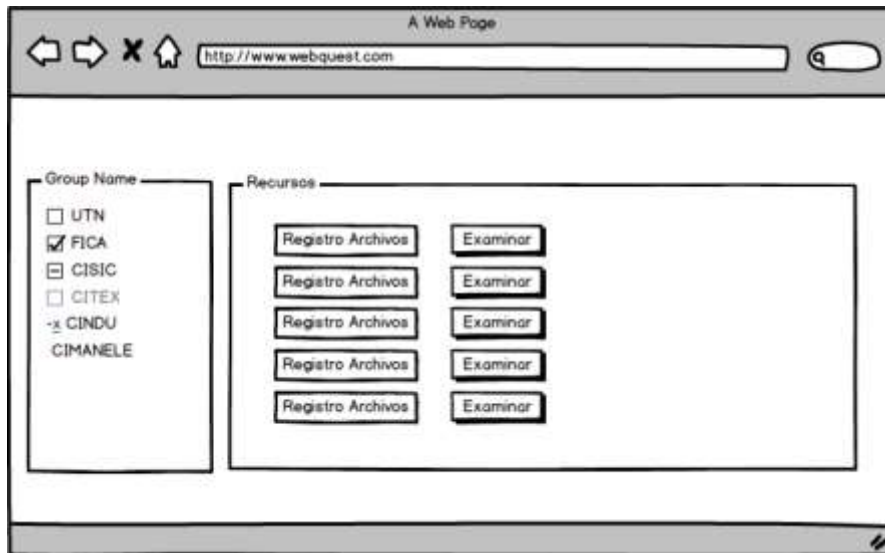 A Web Page
http://www.webquest.com
Group Name
UTN
FICA
CISIC
CITEX
-x CINDU
CIMANELE
Recursos
Registro Archivos Examinar
Registro Archivos Examinar
Registro Archivos Examinar
Registro Archivos Examinar
Registro Archivos Examinar